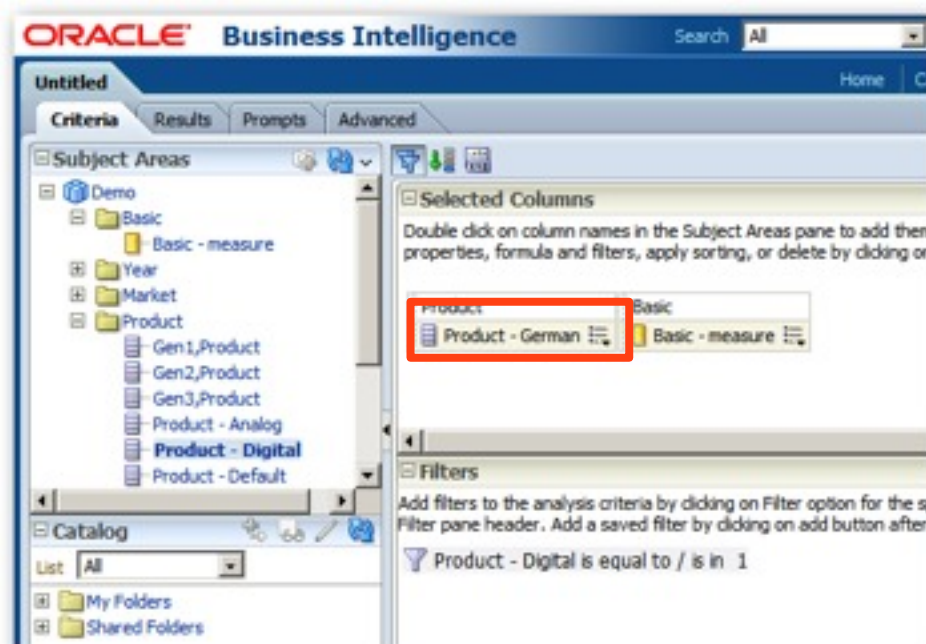 ORACLE' Business Intelligence Search All
Untitled Home
Criteria Results Prompts Advanced
Subject Areas
Demo
Basic
Basic - measure
Year
Market
Product
Gen1,Product
Gen2,Product
Gen3,Product
Product - Analog
Product - Digital
Product - Default
Catalog
List All
My Folders
Shared Folders
Selected Columns
Double click on column names in the Subject Areas pane to add
properties, formula and filters, apply sorting, or delete by clicking
Product Basic
Product - German Basic - measure
Filters
Add filters to the analysis criteria by clicking on Filter option for the
Filter pane header. Add a saved filter by clicking on add button after
Product - Digital is equal to / is in 1